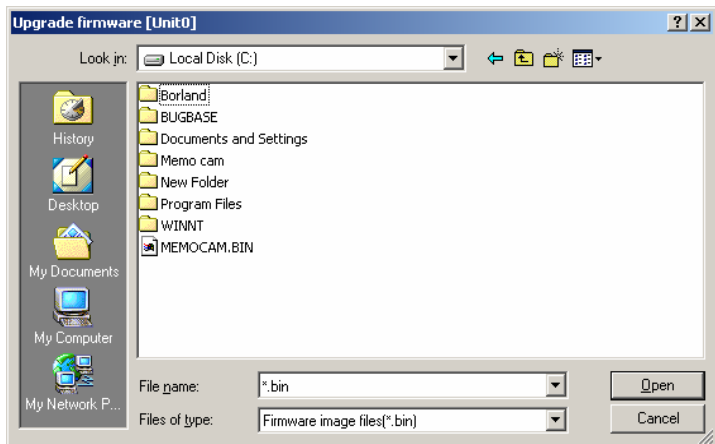 Upgrade firmware [Unit0]
Look in: Local Disk (C:)
History
Desktop
My Documents
My Computer
My Network P...
Borland
BUGBASE
Documents and Settings
Memo cam
New Folder
Program Files
WINNT
MEMOCAM.BIN
File name: *.bin Open
Files of type: Firmware image files(*.bin) Cancel